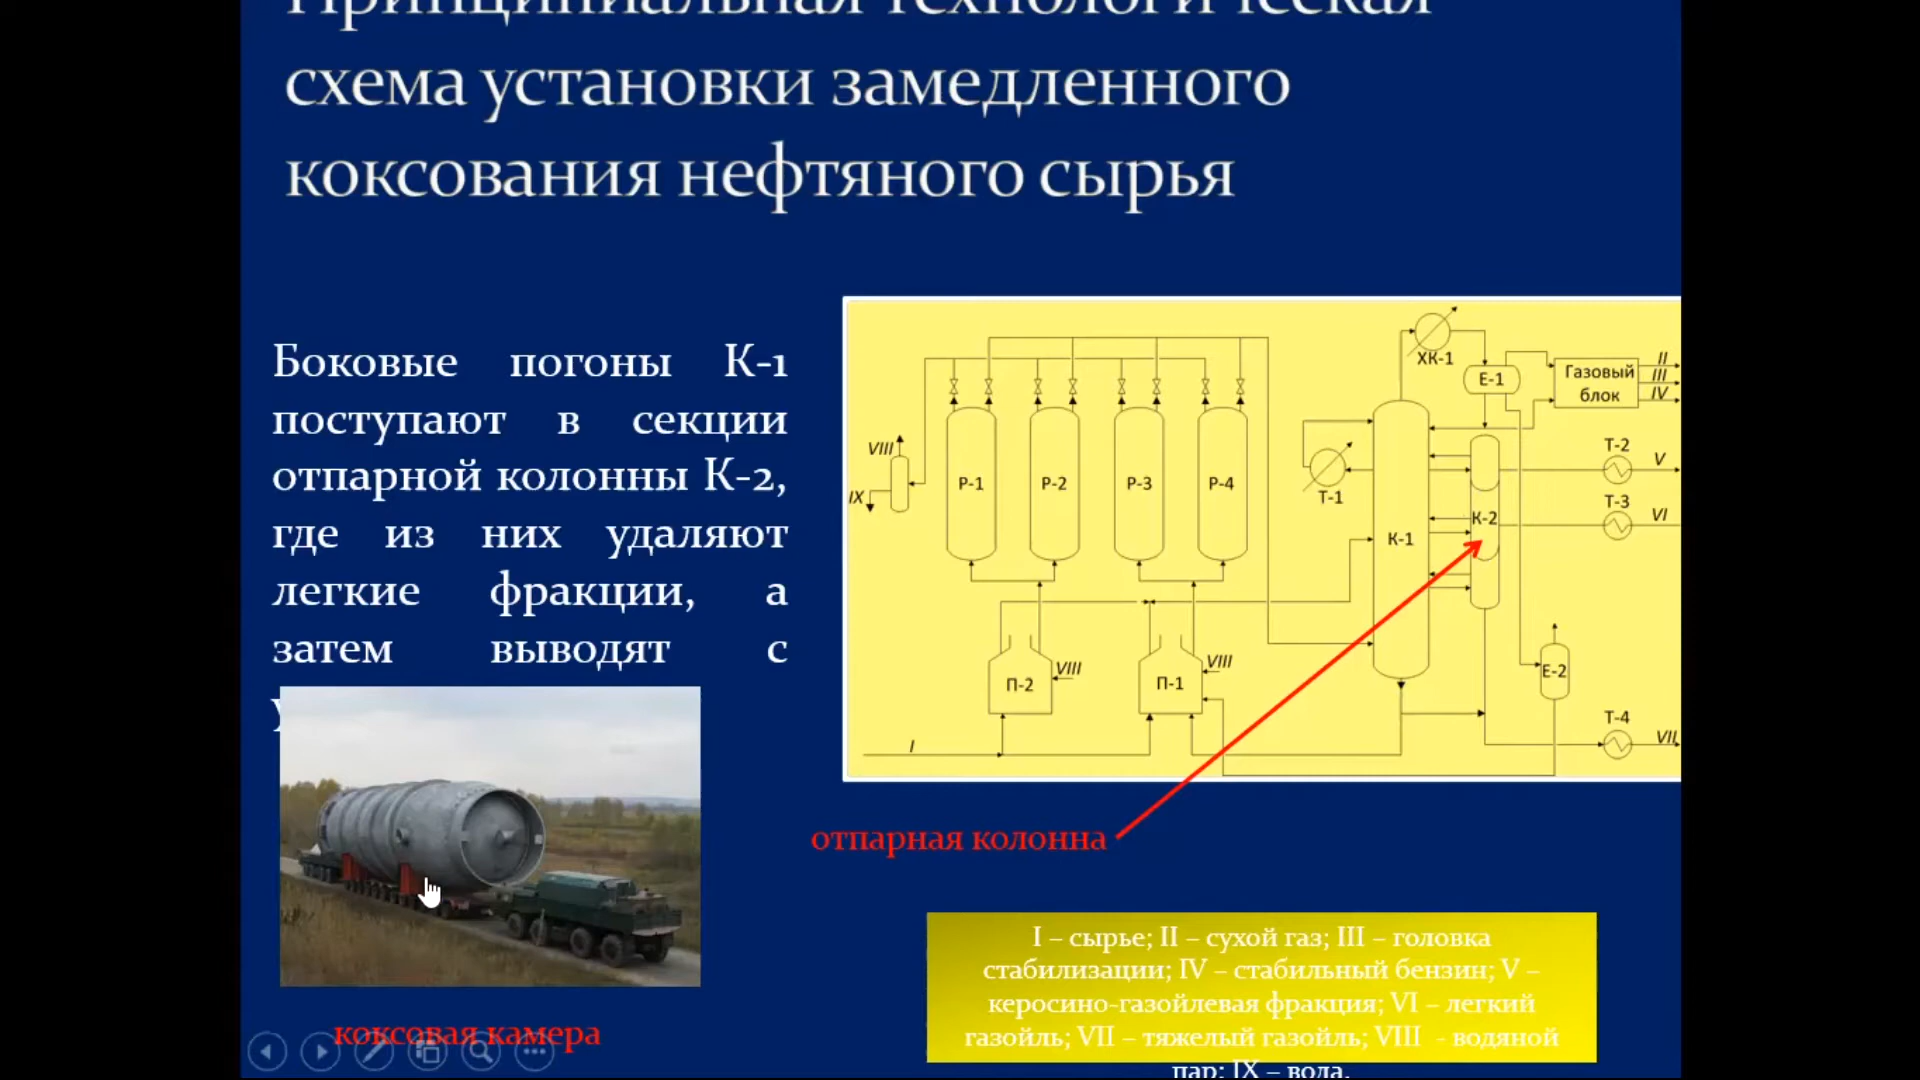 Принципиальная технологическая
схема установки замедленного
коксования нефтяного сырья
Боковые погоны К-1
поступают в секции
отпарной колонны К-2,
где из них удаляют
легкие фракции, а
затем выводят с
коксовая камера
ХК-1
Е-1
Газовый
блок
II
III
IV
VIII
IX
Р-1
Р-2
Р-3
Р-4
Т-1
К-1
К-2
Т-2
V
Т-3
VI
П-2
VIII
П-1
VIII
Е-2
Т-4
VII
I
отпарная колонна
I – сырье; II – сухой газ; III – головка
стабилизации; IV – стабильный бензин; V –
керосино-газойлевая фракция; VI – легкий
газойль; VII – тяжелый газойль; VIII - водяной
пар; IX – вода.